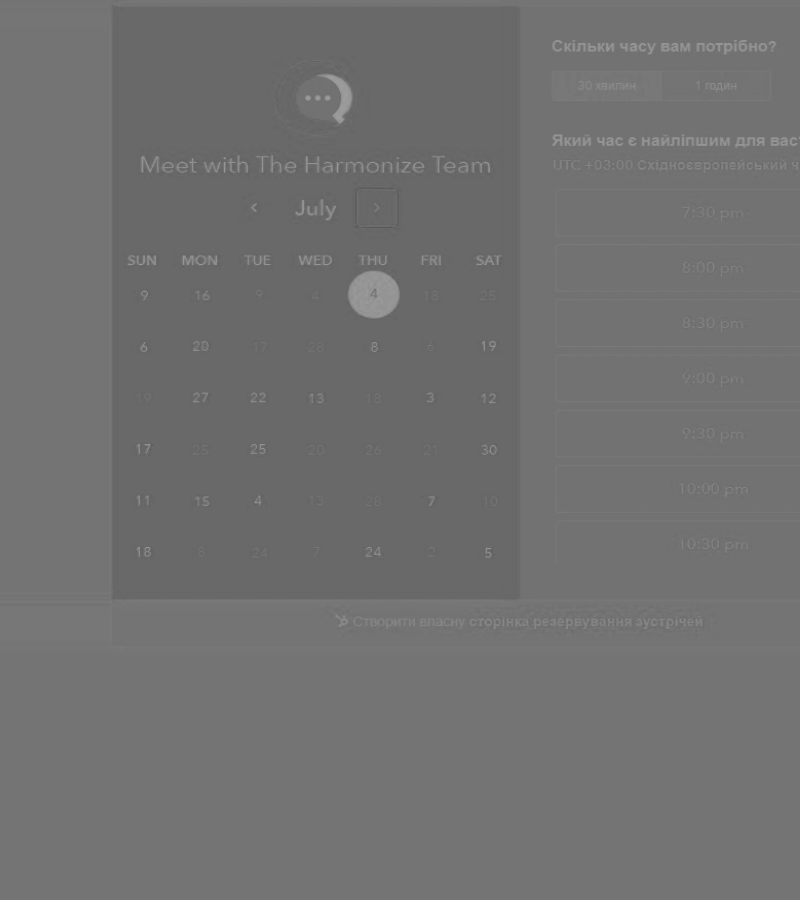 Meet with The Harmonize Team
July
SUN MON TUE WED THU FRI SAT
9 16 9 4 4 18 25
6 20 17 26 8 6 19
19 27 22 13 18 3 12
17 25 25 20 26 21 30
11 15 4 13 28 7 10
18 8 24 7 24 2 5
Скільки часу вам потрібно?
30 хвилин 1 годин
Який час є найліпшим для вас
UTC +03:00 Східноєвропейський ч
7:30 pm
8:00 pm
8:30 pm
9:00 pm
9:30 pm
10:00 pm
10:30 pm
Створити власну сторінка резервування зустрічей